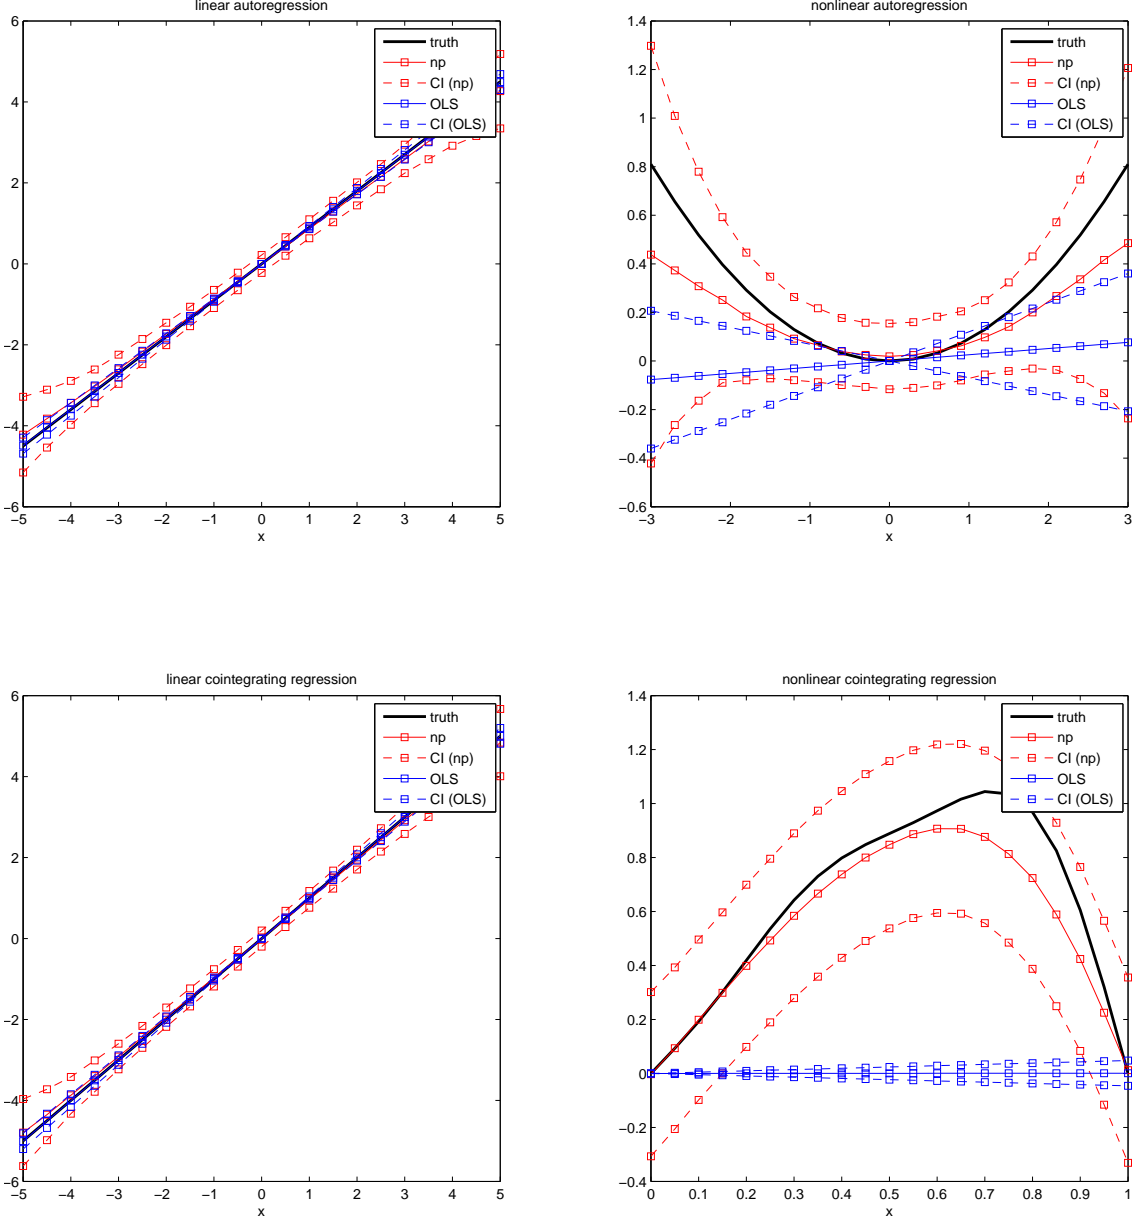 linear autoregression
6
4
2
0
−2
−4
−6
−5 −4 −3 −2 −1 0 1 2 3 4 5
x
truth
np
CI (np)
OLS
CI (OLS)
nonlinear autoregression
1.4
1.2
1
0.8
0.6
0.4
0.2
0
−0.2
−0.4
−0.6
−3 −2 −1 0 1 2 3
x
truth
np
CI (np)
OLS
CI (OLS)
linear cointegrating regression
6
4
2
0
−2
−4
−6
−5 −4 −3 −2 −1 0 1 2 3 4 5
x
truth
np
CI (np)
OLS
CI (OLS)
nonlinear cointegrating regression
1.4
1.2
1
0.8
0.6
0.4
0.2
0
−0.2
−0.4
0 0.1 0.2 0.3 0.4 0.5 0.6 0.7 0.8 0.9 1
x
truth
np
CI (np)
OLS
CI (OLS)